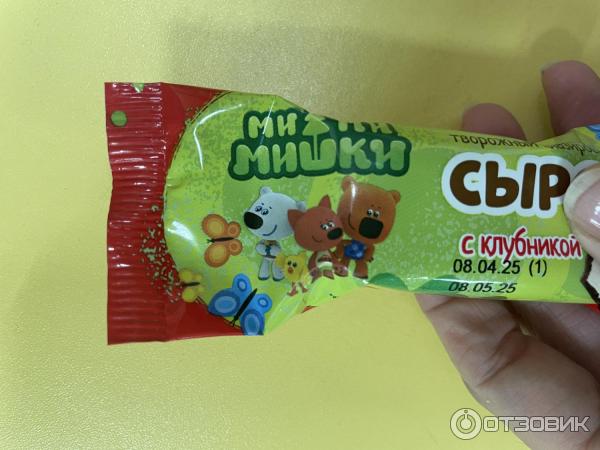 МИ МИ
МИШКИ
творожный
СЫР
с клубникой
08.04.25 (1)
08.05.25
ОТЗОВИК